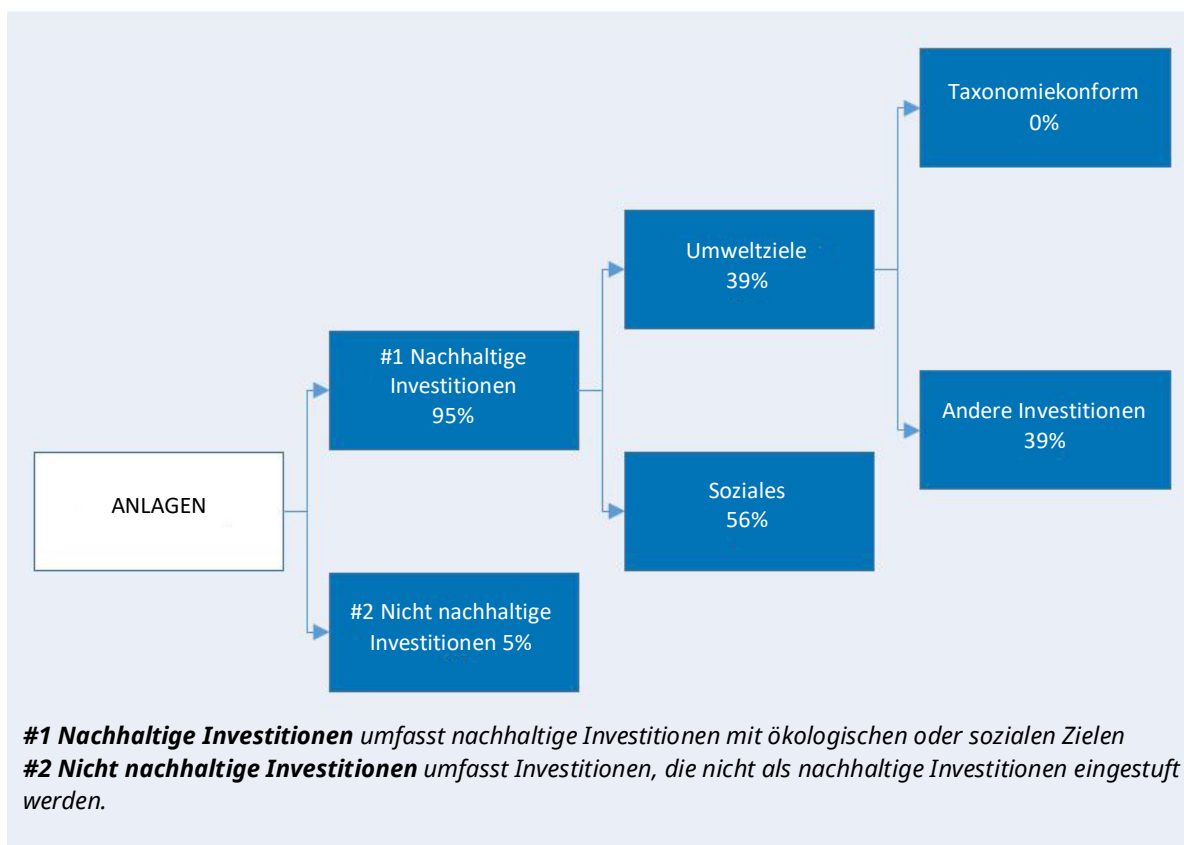 Taxonomiekonform
0%
Umweltziele
39%
#1 Nachhaltige
Investitionen
95%
Andere Investitionen
39%
ANLAGEN
Soziales
56%
#2 Nicht nachhaltige
Investitionen 5%
#1 Nachhaltige Investitionen umfasst nachhaltige Investitionen mit ökologischen oder sozialen Zielen
#2 Nicht nachhaltige Investitionen umfasst Investitionen, die nicht als nachhaltige Investitionen eingestuft
werden.